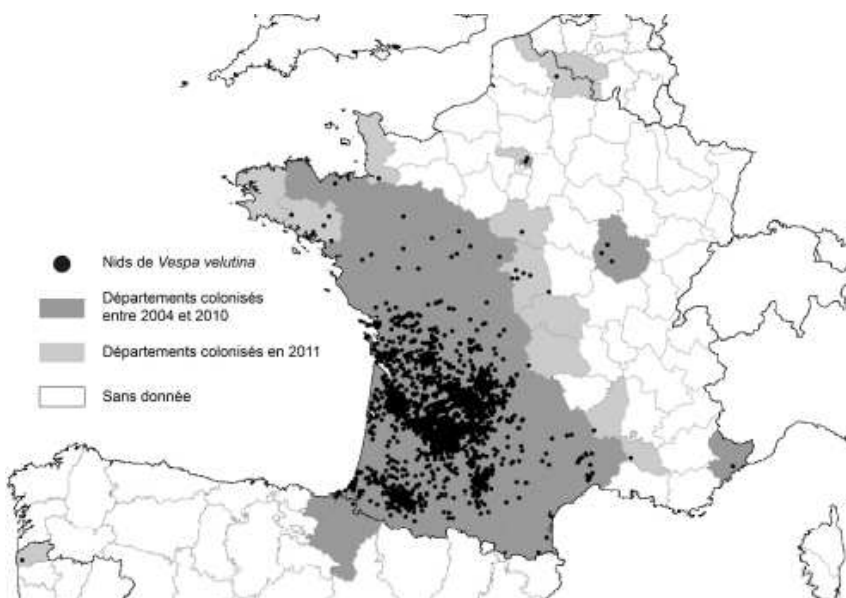 Nids de Vespa velutina
Départements colonisés
entre 2004 et 2010
Départements colonisés en 2011
Sans donnée